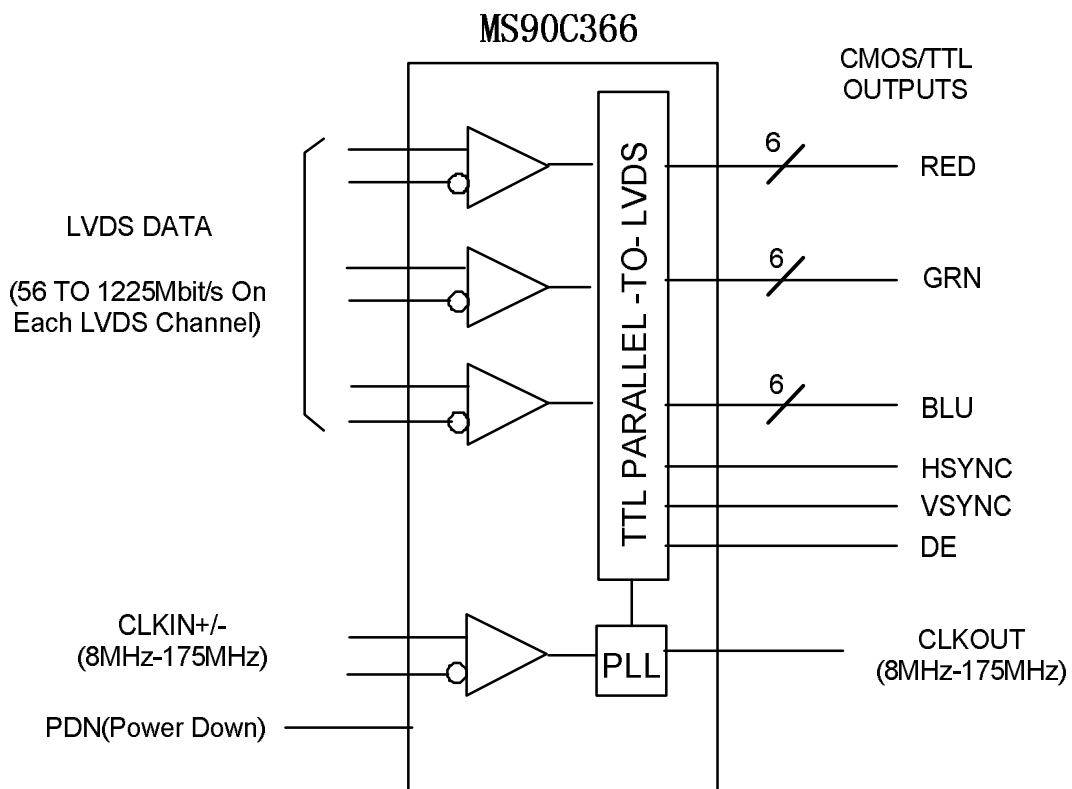 MS90C366
CMOS/TTL
OUTPUTS
LVDS DATA
(56 TO 1225Mbit/s On
Each LVDS Channel)
TTL PARALLEL -TO- LVDS
6
RED
6
GRN
6
BLU
HSYNC
VSYNC
DE
CLKIN+/-
(8MHz-175MHz)
PLL
CLKOUT
(8MHz-175MHz)
PDN(Power Down)